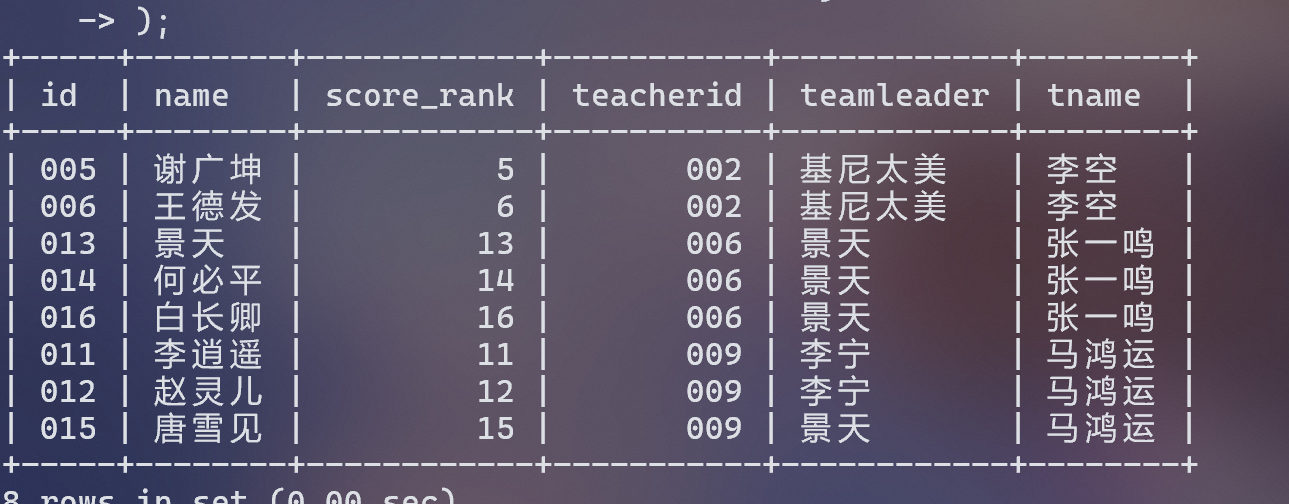 -> );
+-----+--------+------------+-----------+------------+--------+
| id | name | score_rank | teacherid | teamleader | tname |
+-----+--------+------------+-----------+------------+--------+
| 005 | 谢广坤 | 5 | 002 | 基尼太美 | 李空 |
| 006 | 王德发 | 6 | 002 | 基尼太美 | 李空 |
| 013 | 景天 | 13 | 006 | 景天 | 张一鸣 |
| 014 | 何必平 | 14 | 006 | 景天 | 张一鸣 |
| 016 | 白长卿 | 16 | 006 | 景天 | 张一鸣 |
| 011 | 李逍遥 | 11 | 009 | 李宁 | 马鸿运 |
| 012 | 赵灵儿 | 12 | 009 | 李宁 | 马鸿运 |
| 015 | 唐雪见 | 15 | 009 | 景天 | 马鸿运 |
+-----+--------+------------+-----------+------------+--------+
8 rows in set (0.00 sec)